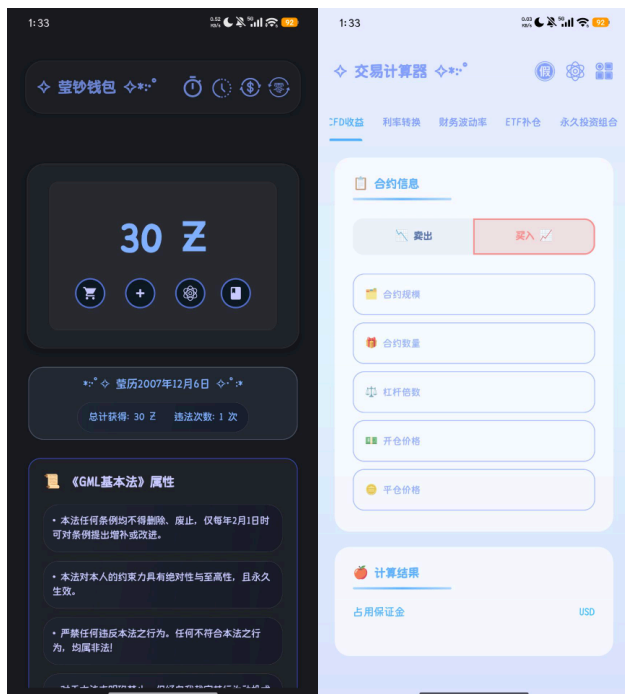 1:33
0.52
KB/s
5G
92
✧ 莹钞钱包 ✧*:·°
30 Ƶ
*:·°✧ 莹历2007年12月6日 ✧·°:*
总计获得: 30 Ƶ 违法次数: 1 次
📜 《GML基本法》属性
• 本法任何条例均不得删除、废止，仅每年2月1日时
可对条例提出增补或改进。
• 本法对本人的约束力具有绝对性与至高性，且永久
生效。
• 严禁任何违反本法之行为。任何不符合本法之行
为，均属非法!
1:33
0.03
KB/s
5G
92
✧ 交易计算器 ✧*:·°
假
CFD收益 利率转换 财务波动率 ETF补仓 永久投资组合
📋 合约信息
📉 卖出 买入 📈
🗂️ 合约规模
🎁 合约数量
⚖️ 杠杆倍数
💵 开仓价格
🪙 平仓价格
🍎 计算结果
占用保证金 USD